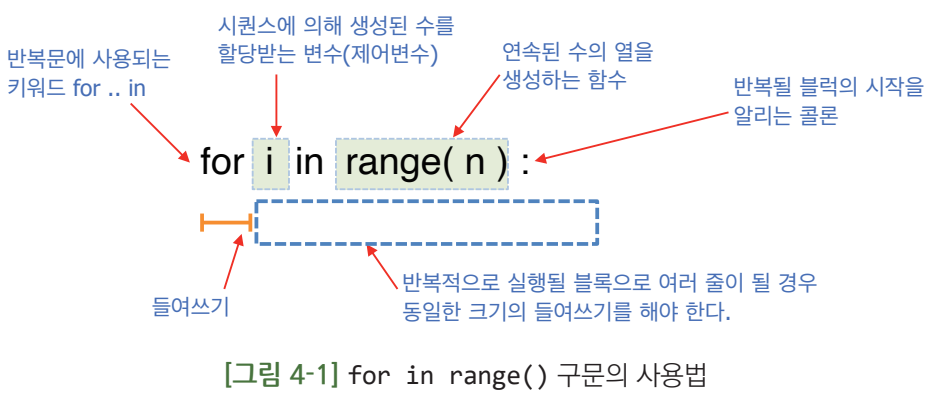 시퀀스에 의해 생성된 수를
할당받는 변수(제어변수)
반복문에 사용되는
키워드 for .. in
연속된 수의 열을
생성하는 함수
반복될 블럭의 시작을
알리는 콜론
for i in range( n ) :
들여쓰기
반복적으로 실행될 블록으로 여러 줄이 될 경우
동일한 크기의 들여쓰기를 해야 한다.
[그림 4-1] for in range() 구문의 사용법